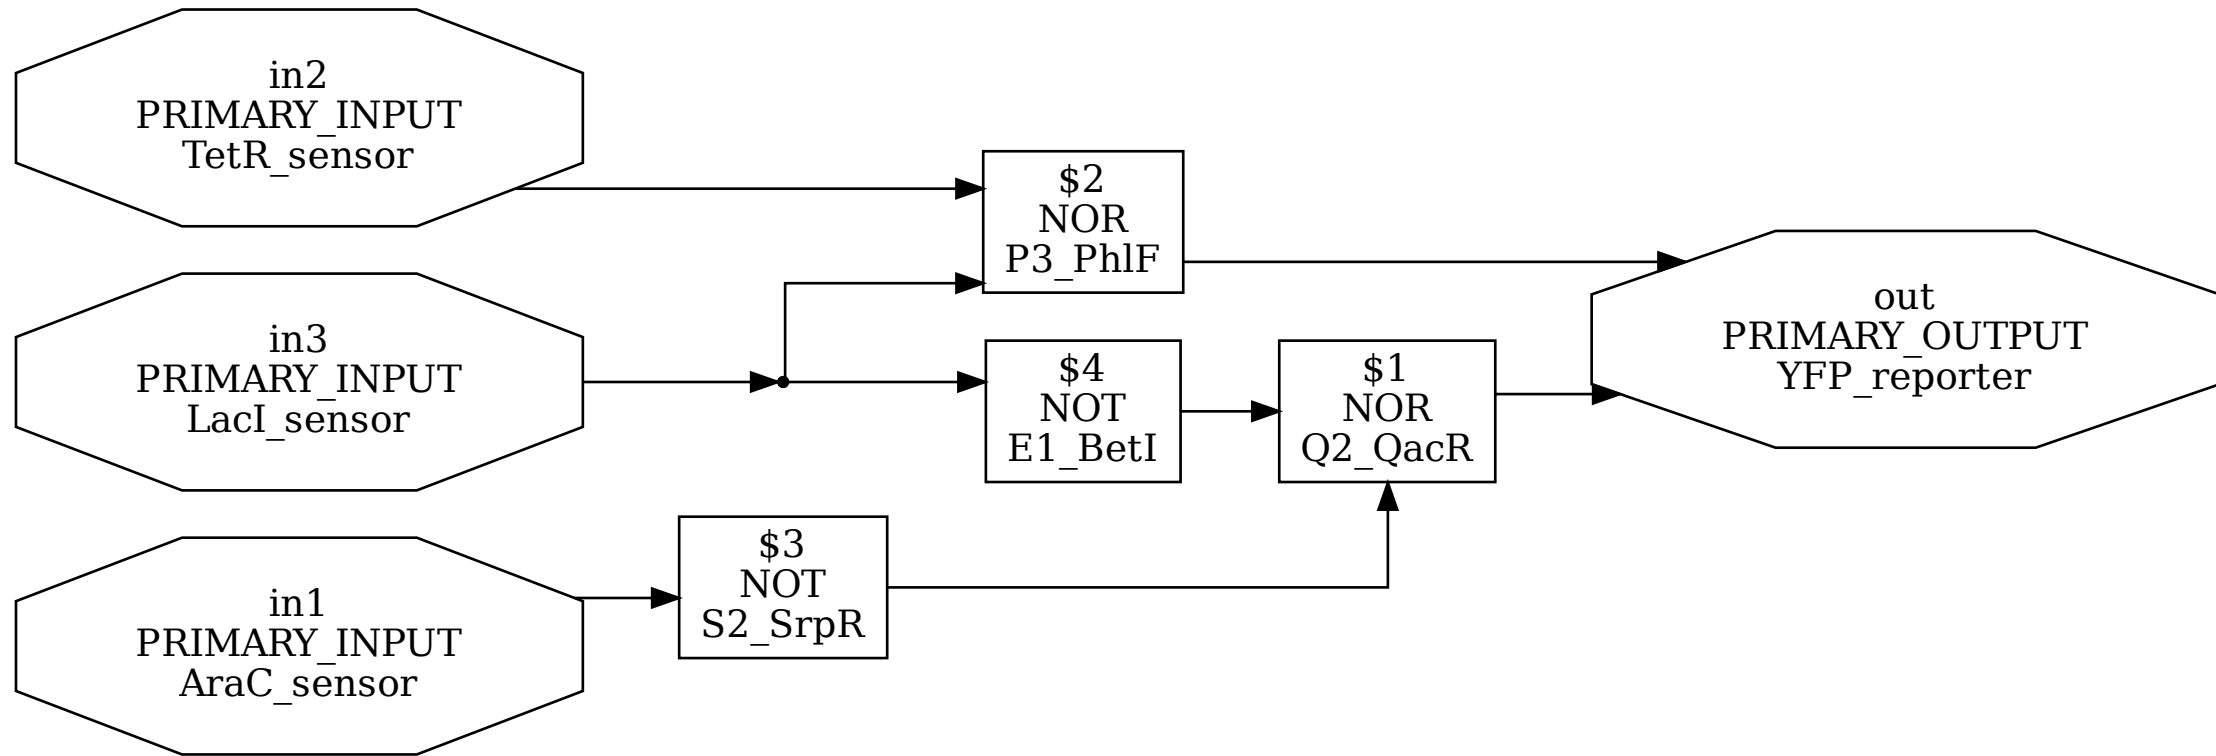 in2
PRIMARY_INPUT
TetR_sensor
$2
NOR
P3_PhlF
in3
PRIMARY_INPUT
LacI_sensor
$4
NOT
E1_BetI
$1
NOR
Q2_QacR
out
PRIMARY_OUTPUT
YFP_reporter
in1
PRIMARY_INPUT
AraC_sensor
$3
NOT
S2_SrpR